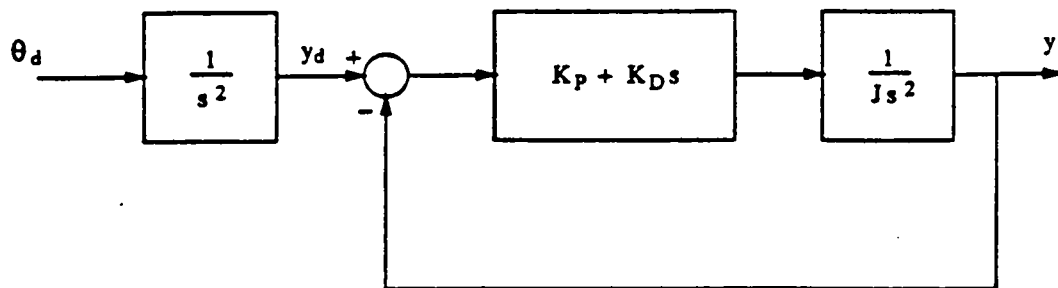 θd
1
s²
yd
+
-
KP + KDs
1
Js²
y